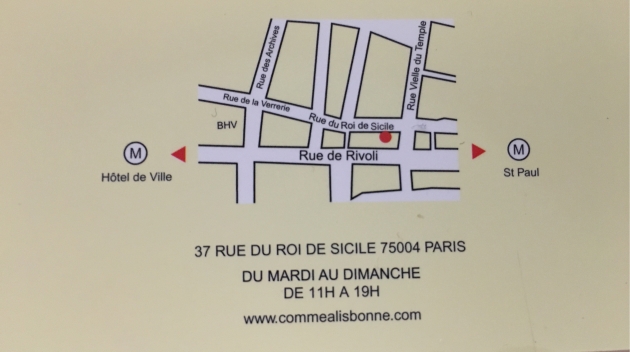 Rue des Archives
Rue Vielle du Temple
Rue de la Verrerie
Rue du Roi de Sicile
BHV
Rue de Rivoli
M
Hôtel de Ville
M
St Paul
37 RUE DU ROI DE SICILE 75004 PARIS
DU MARDI AU DIMANCHE
DE 11H A 19H
www.commealisbonne.com